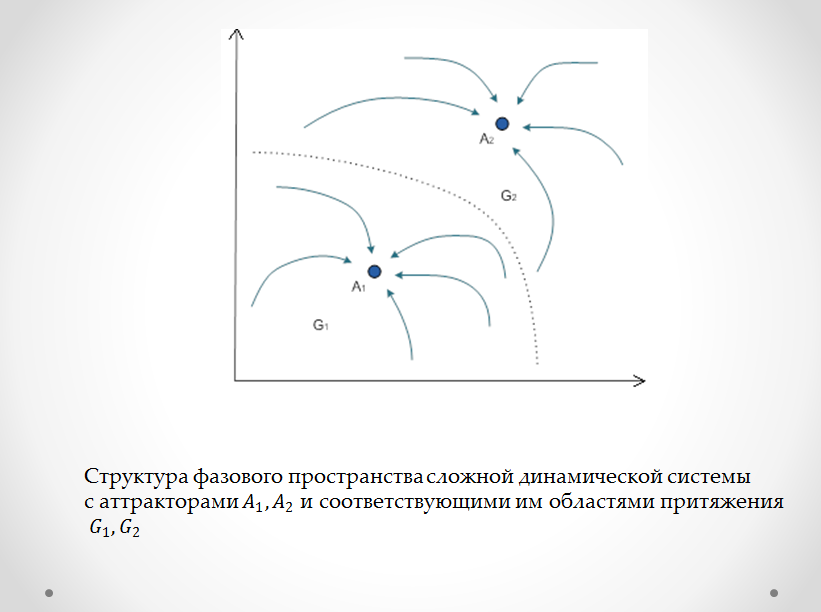 A₂
G₂
A₁
G₁
Структура фазового пространства сложной динамической системы
с аттракторами A₁, A₂ и соответствующими им областями притяжения
G₁, G₂